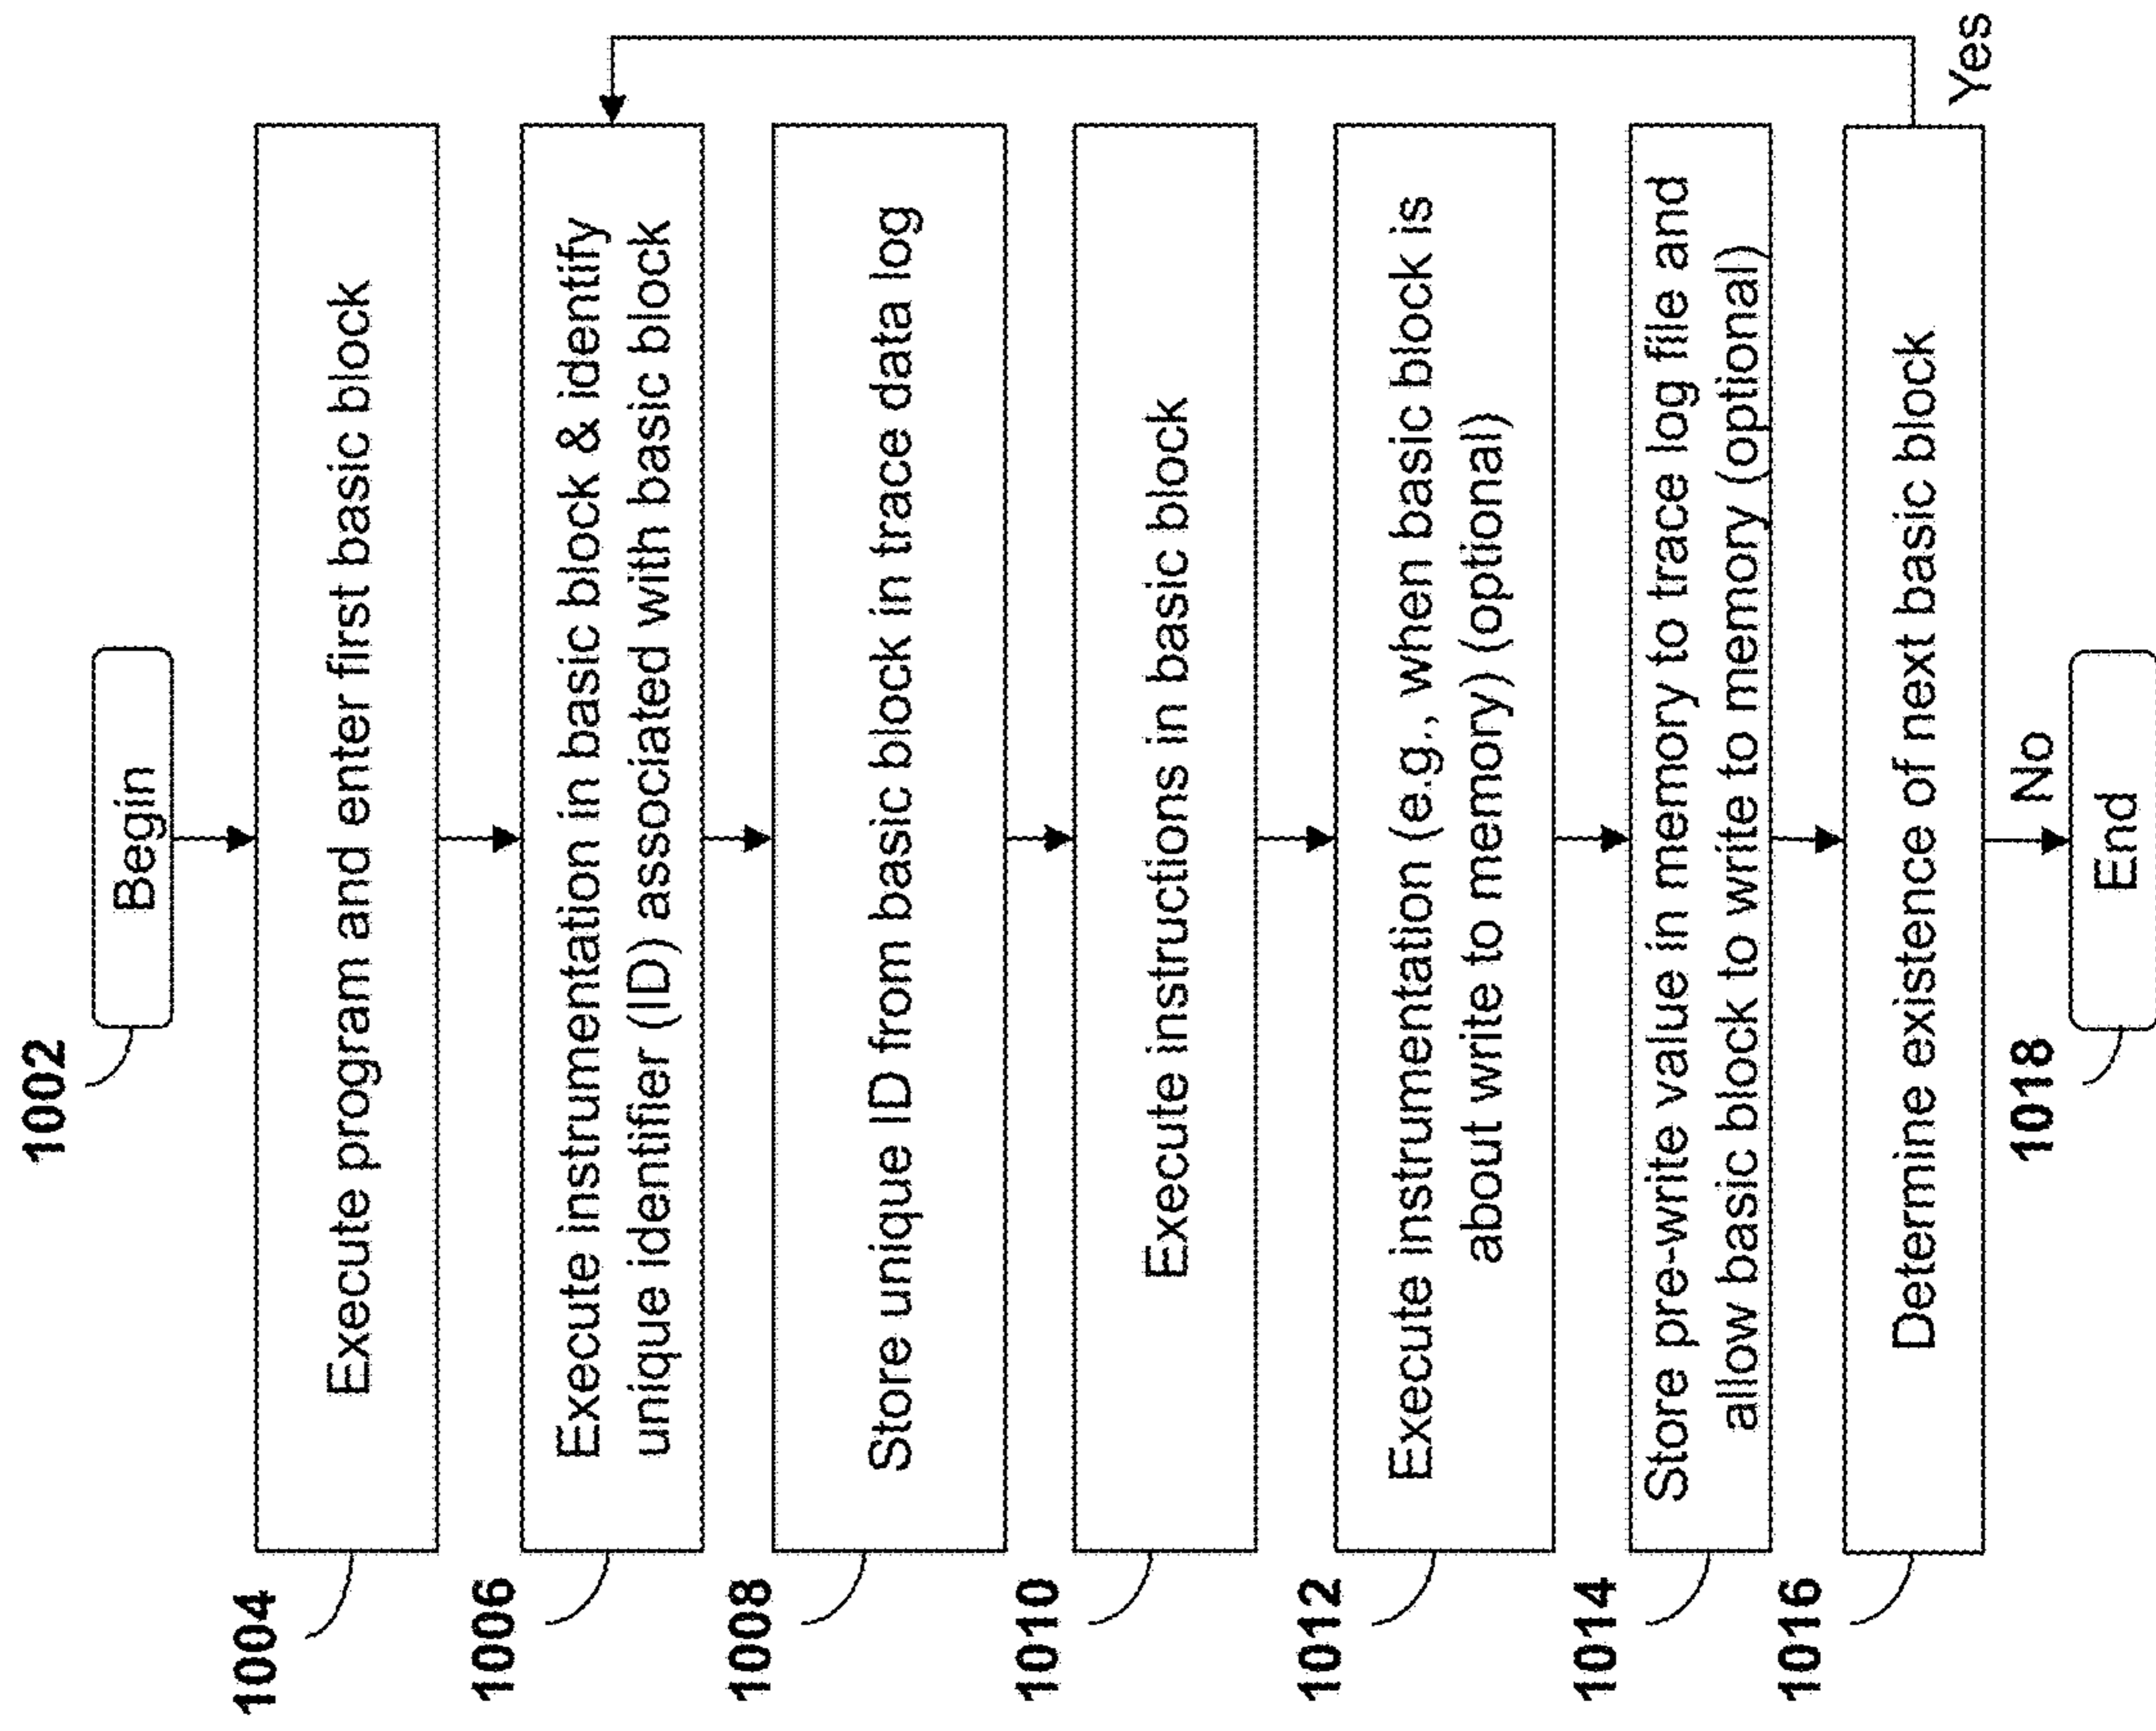 1002
Begin
1004
Execute program and enter first basic block
1006
Execute instrumentation in basic block & identify
unique identifier (ID) associated with basic block
1008
Store unique ID from basic block in trace data log
1010
Execute instructions in basic block
1012
Execute instrumentation (e.g., when basic block is
about write to memory) (optional)
1014
Store pre-write value in memory to trace log file and
allow basic block to write to memory (optional)
1016
Determine existence of next basic block
Yes
No
1018
End